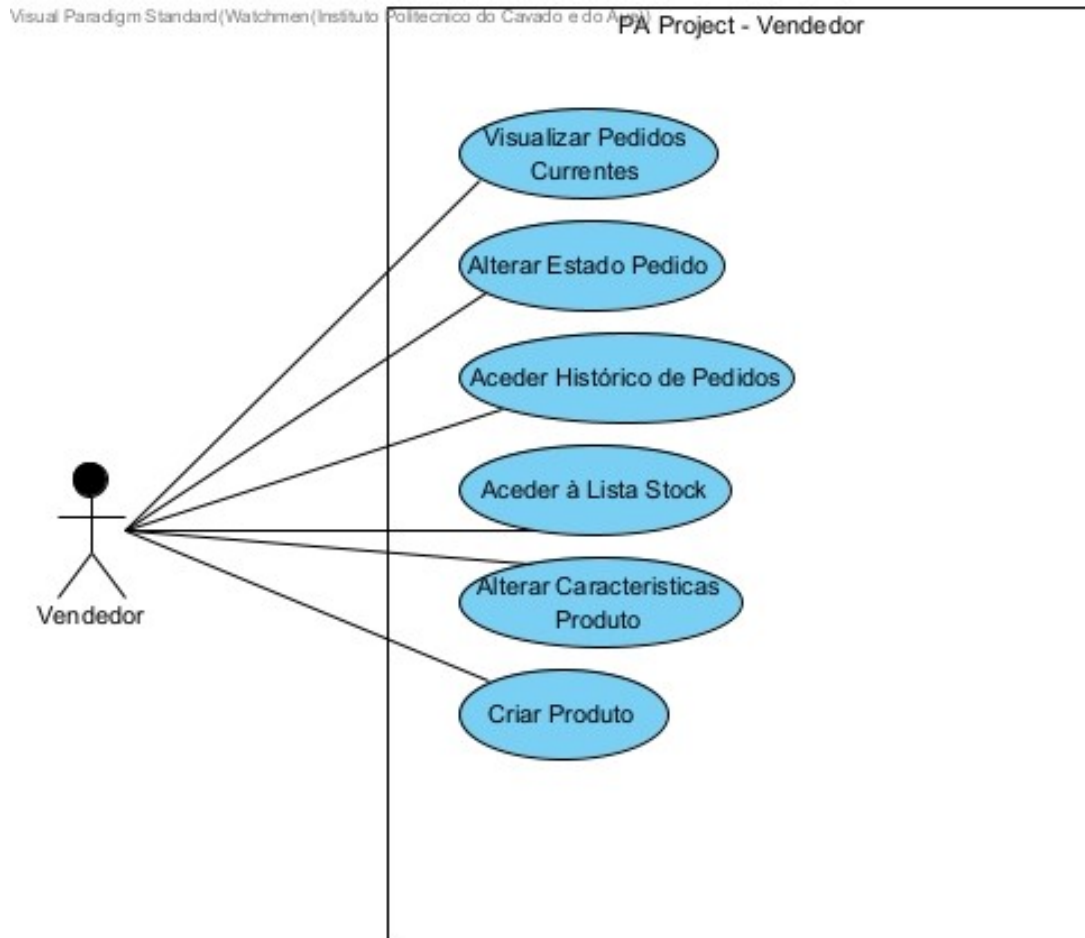 Visual Paradigm Standard(Watchmen(Instituto Politecnico do Cavado e do Ave))
PA Project - Vendedor
Visualizar Pedidos
Currentes
Alterar Estado Pedido
Aceder Histórico de Pedidos
Aceder à Lista Stock
Alterar Caracteristicas
Produto
Criar Produto
Vendedor